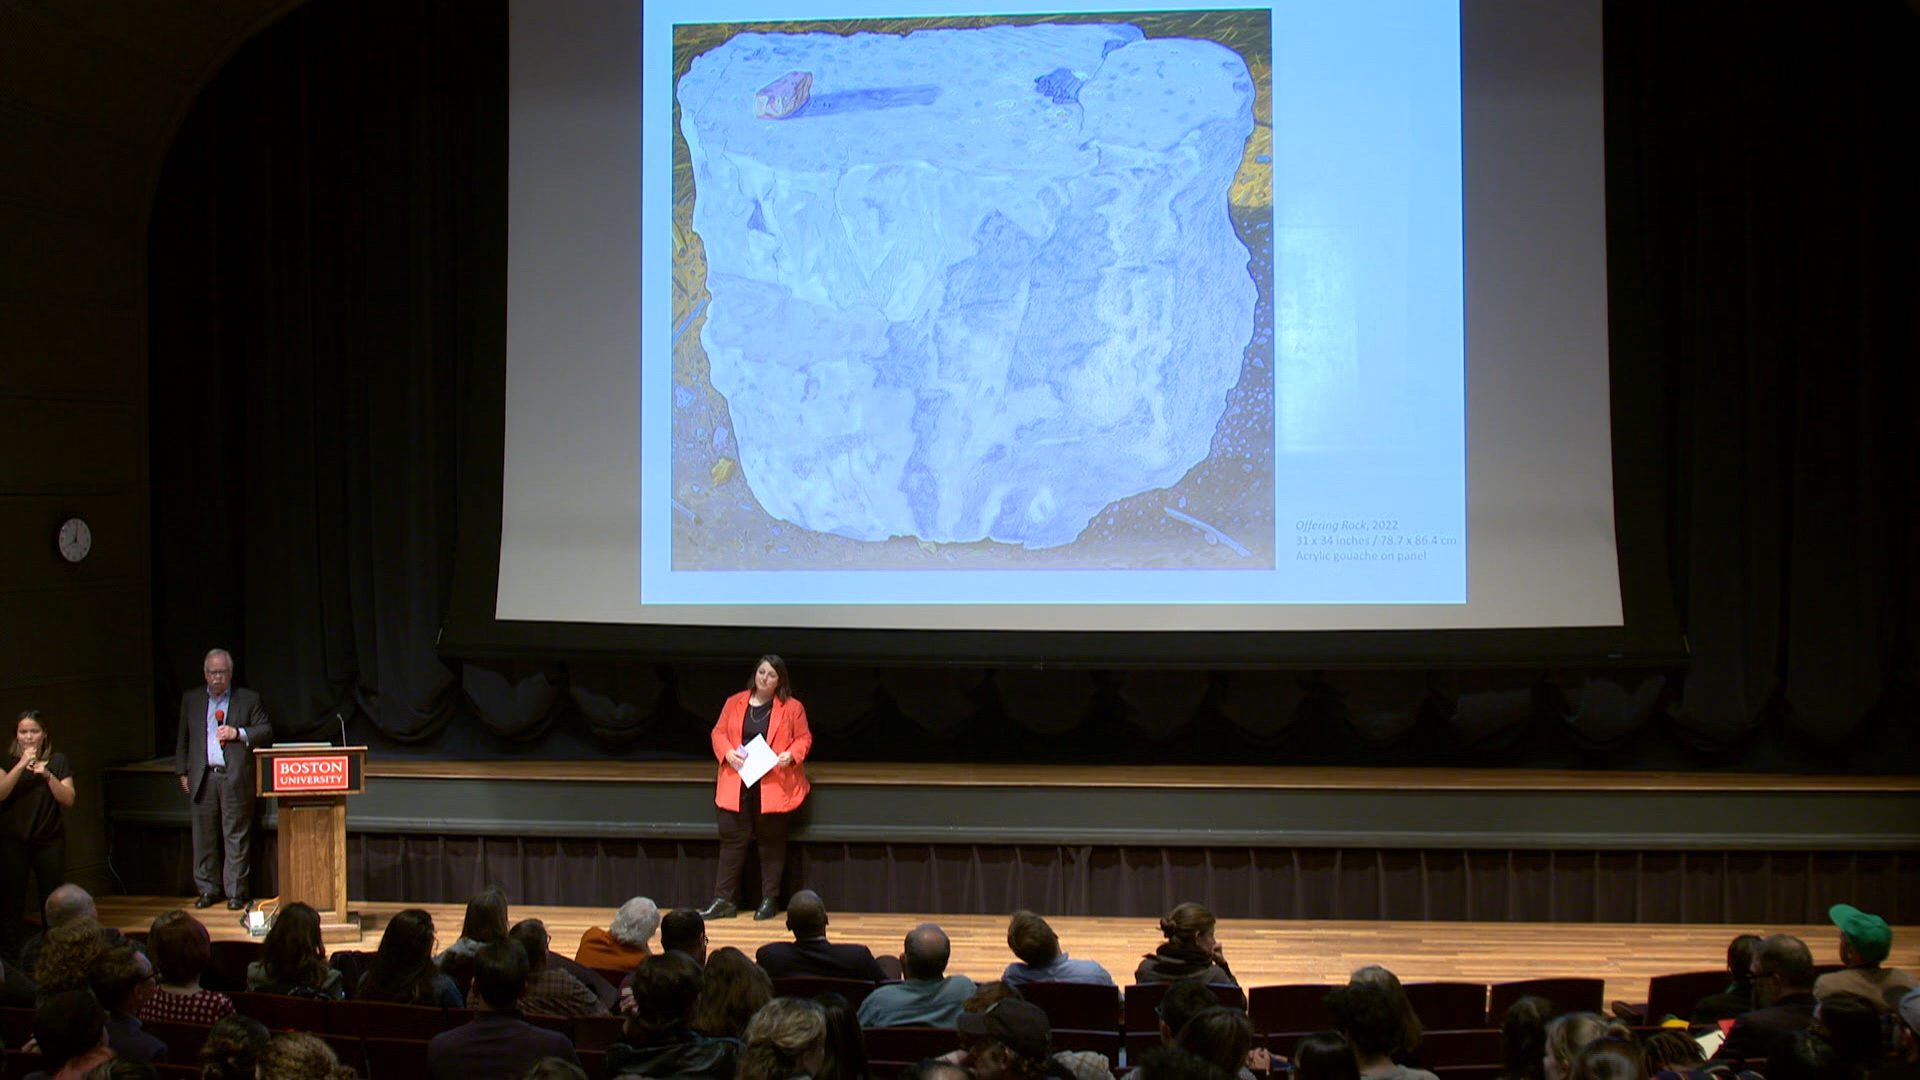 Offering Rock, 2022
31 x 34 inches / 78.7 x 86.4 cm
Acrylic gouache on panel
BOSTON
UNIVERSITY